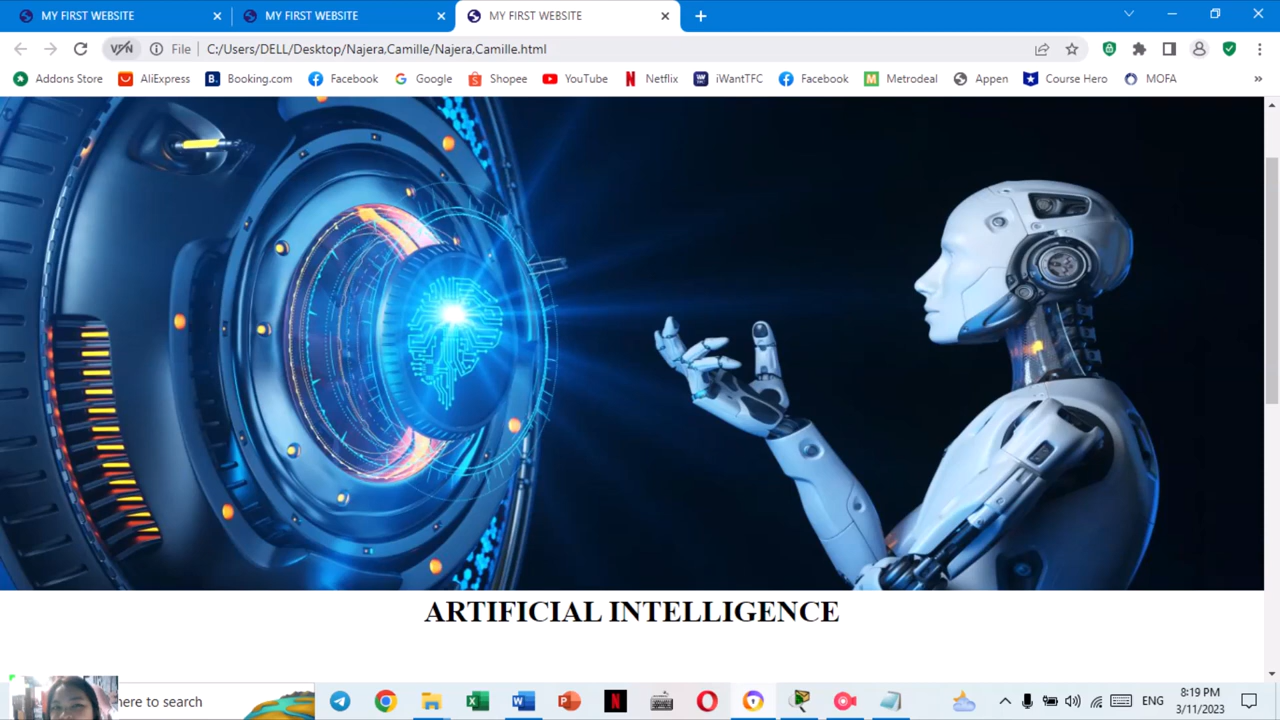 MY FIRST WEBSITE
MY FIRST WEBSITE
MY FIRST WEBSITE
VPN
File
C:/Users/DELL/Desktop/Najera,Camille/Najera,Camille.html
Addons Store
AliExpress
B. Booking.com
Facebook
Google
Shopee
YouTube
Netflix
iWantTFC
Facebook
M Metrodeal
Appen
Course Hero
MOFA
ARTIFICIAL INTELLIGENCE
here to search
ENG
8:19 PM
3/11/2023